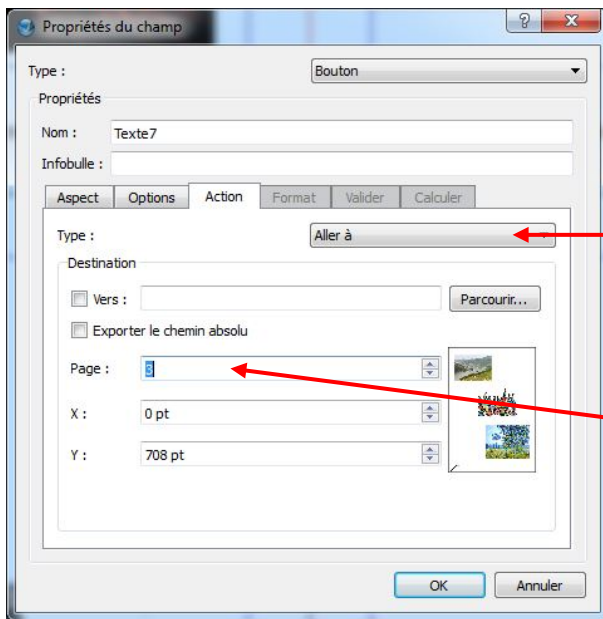 Propriétés du champ
Type : Bouton
Propriétés
Nom : Texte7
Infobulle :
Aspect Options Action Format Valider Calculer
Type : Aller à
Destination
Vers : Parcourir...
Exporter le chemin absolu
Page : 3
X : 0 pt
Y : 708 pt
OK Annuler